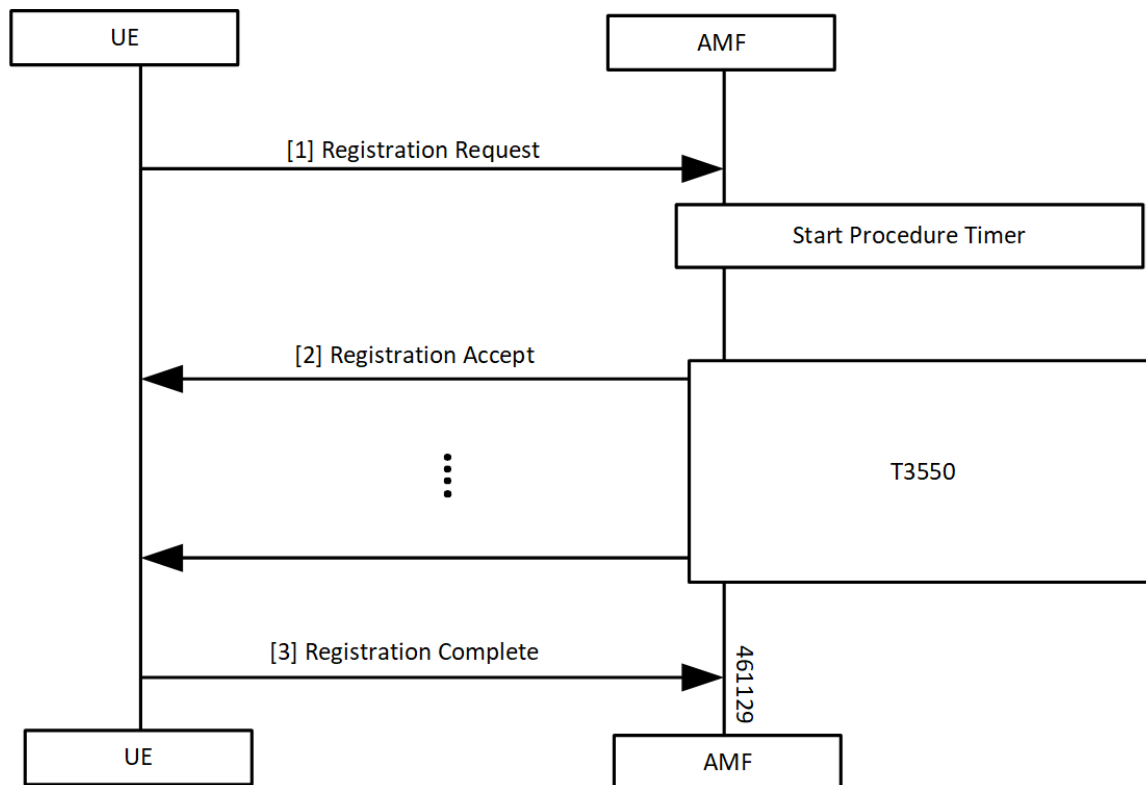 UE
AMF
[1] Registration Request
Start Procedure Timer
[2] Registration Accept
T3550
[3] Registration Complete
461129
UE
AMF